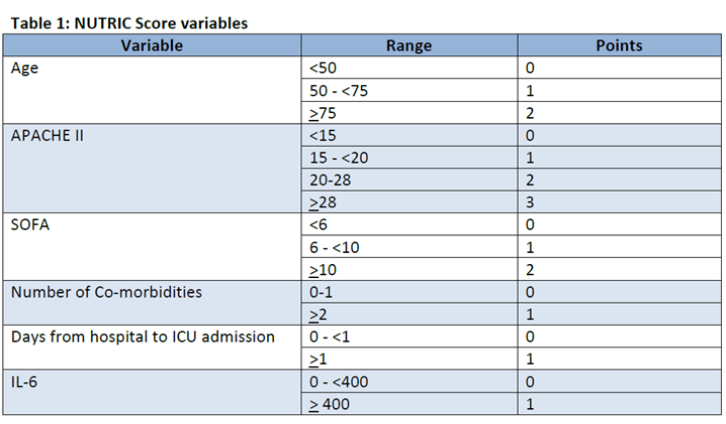 Table 1: NUTRIC Score variables
Variable Range Points
Age <50 0
50 - <75 1
≥75 2
APACHE II <15 0
15 - <20 1
20-28 2
≥28 3
SOFA <6 0
6 - <10 1
≥10 2
Number of Co-morbidities 0-1 0
≥2 1
Days from hospital to ICU admission 0 - <1 0
≥1 1
IL-6 0 - <400 0
≥ 400 1